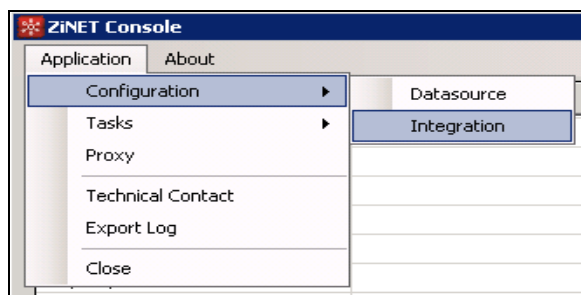 ZiNET Console
Application About
Configuration
Datasource
Tasks
Integration
Proxy
Technical Contact
Export Log
Close